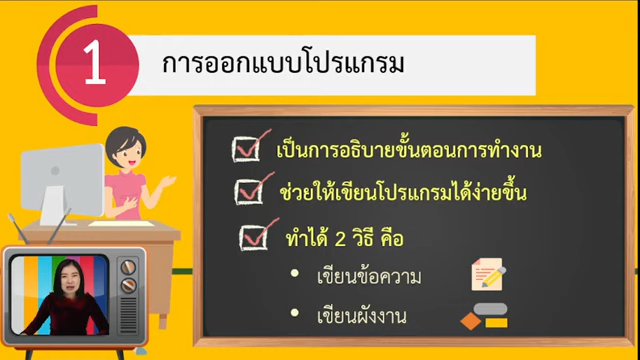 1
การออกแบบโปรแกรม
เป็นการอธิบายขั้นตอนการทำงาน
ช่วยให้เขียนโปรแกรมได้ง่ายขึ้น
ทำได้ 2 วิธี คือ
• เขียนข้อความ
• เขียนผังงาน